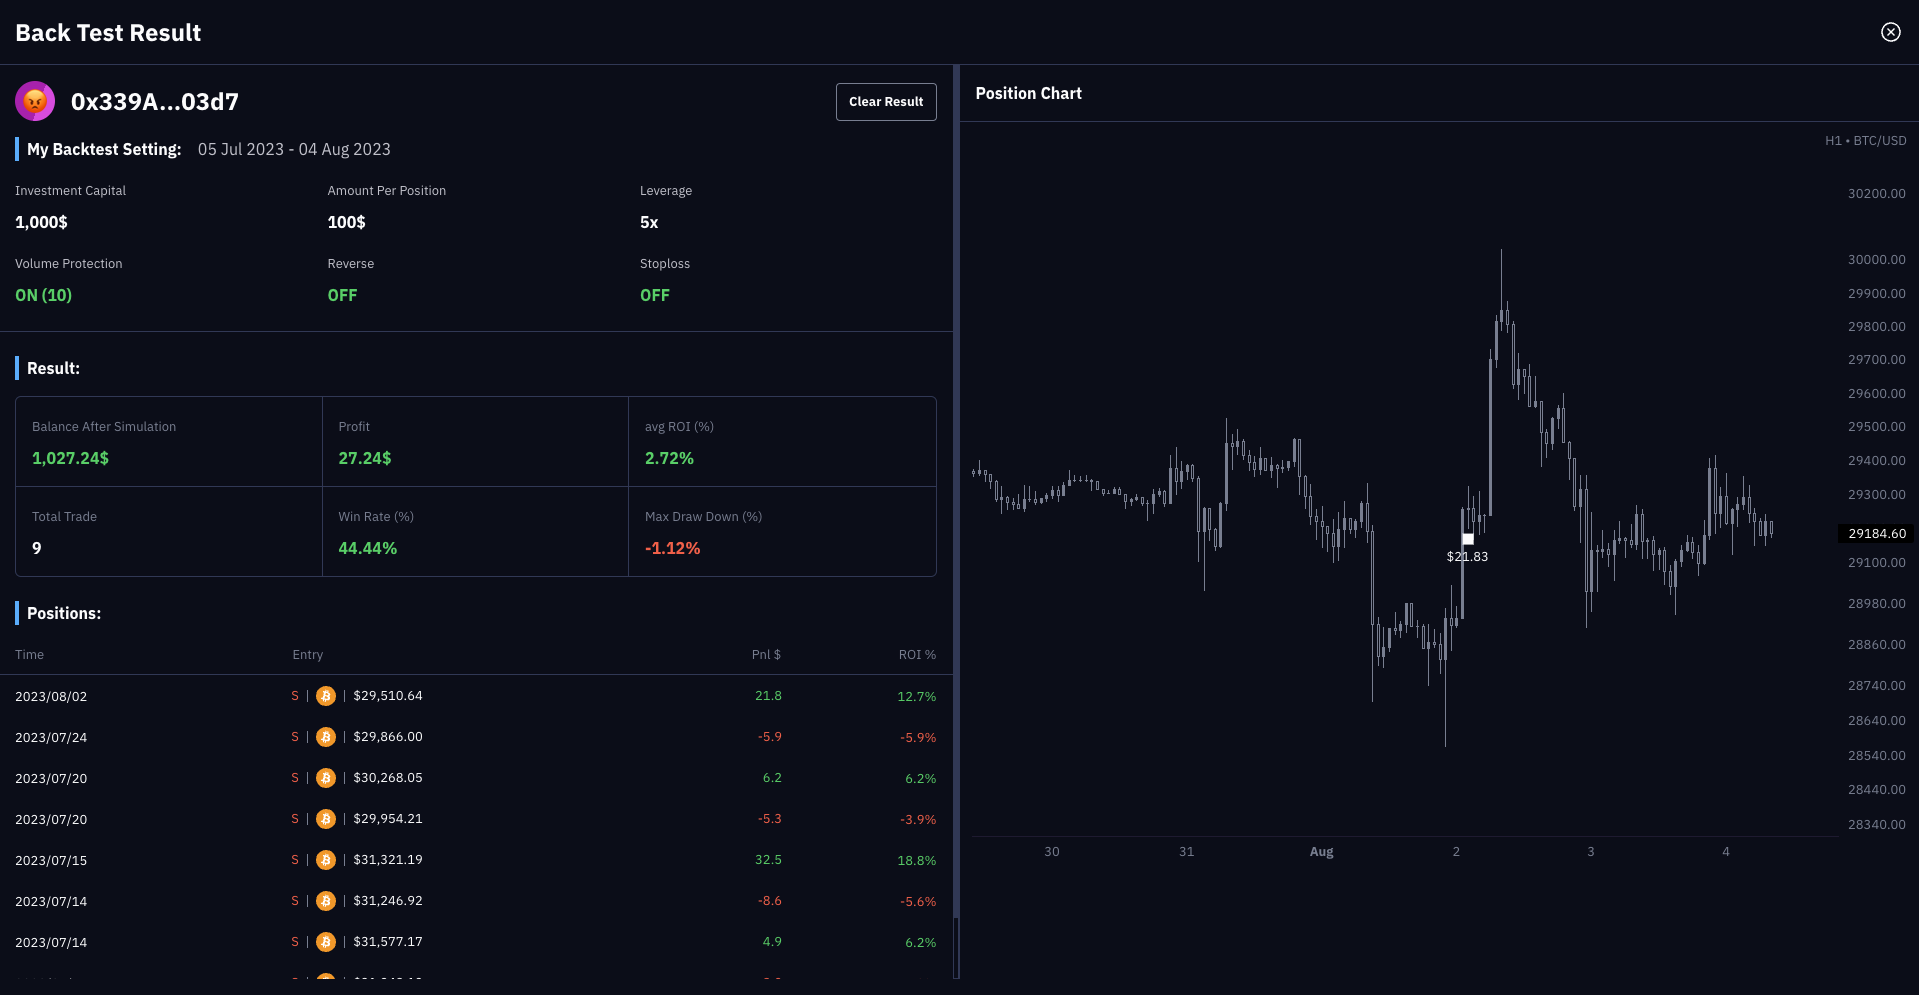 Back Test Result
0x339A...03d7
Clear Result
My Backtest Setting: 05 Jul 2023 - 04 Aug 2023
Investment Capital Amount Per Position Leverage
1,000$ 100$ 5x
Volume Protection Reverse Stoploss
ON (10) OFF OFF
Result:
Balance After Simulation Profit avg ROI (%)
1,027.24$ 27.24$ 2.72%
Total Trade Win Rate (%) Max Draw Down (%)
9 44.44% -1.12%
Positions:
Time Entry Pnl $ ROI %
2023/08/02 S | | $29,510.64 21.8 12.7%
2023/07/24 S | | $29,866.00 -5.9 -5.9%
2023/07/20 S | | $30,268.05 6.2 6.2%
2023/07/20 S | | $29,954.21 -5.3 -3.9%
2023/07/15 S | | $31,321.19 32.5 18.8%
2023/07/14 S | | $31,246.92 -8.6 -5.6%
2023/07/14 S | | $31,577.17 4.9 6.2%
Position Chart
H1 • BTC/USD
30200.00
30000.00
29900.00
29800.00
29700.00
29600.00
29500.00
29400.00
29300.00
29184.60
29100.00
28980.00
28860.00
28740.00
28640.00
28540.00
28440.00
28340.00
$21.83
30 31 Aug 2 3 4